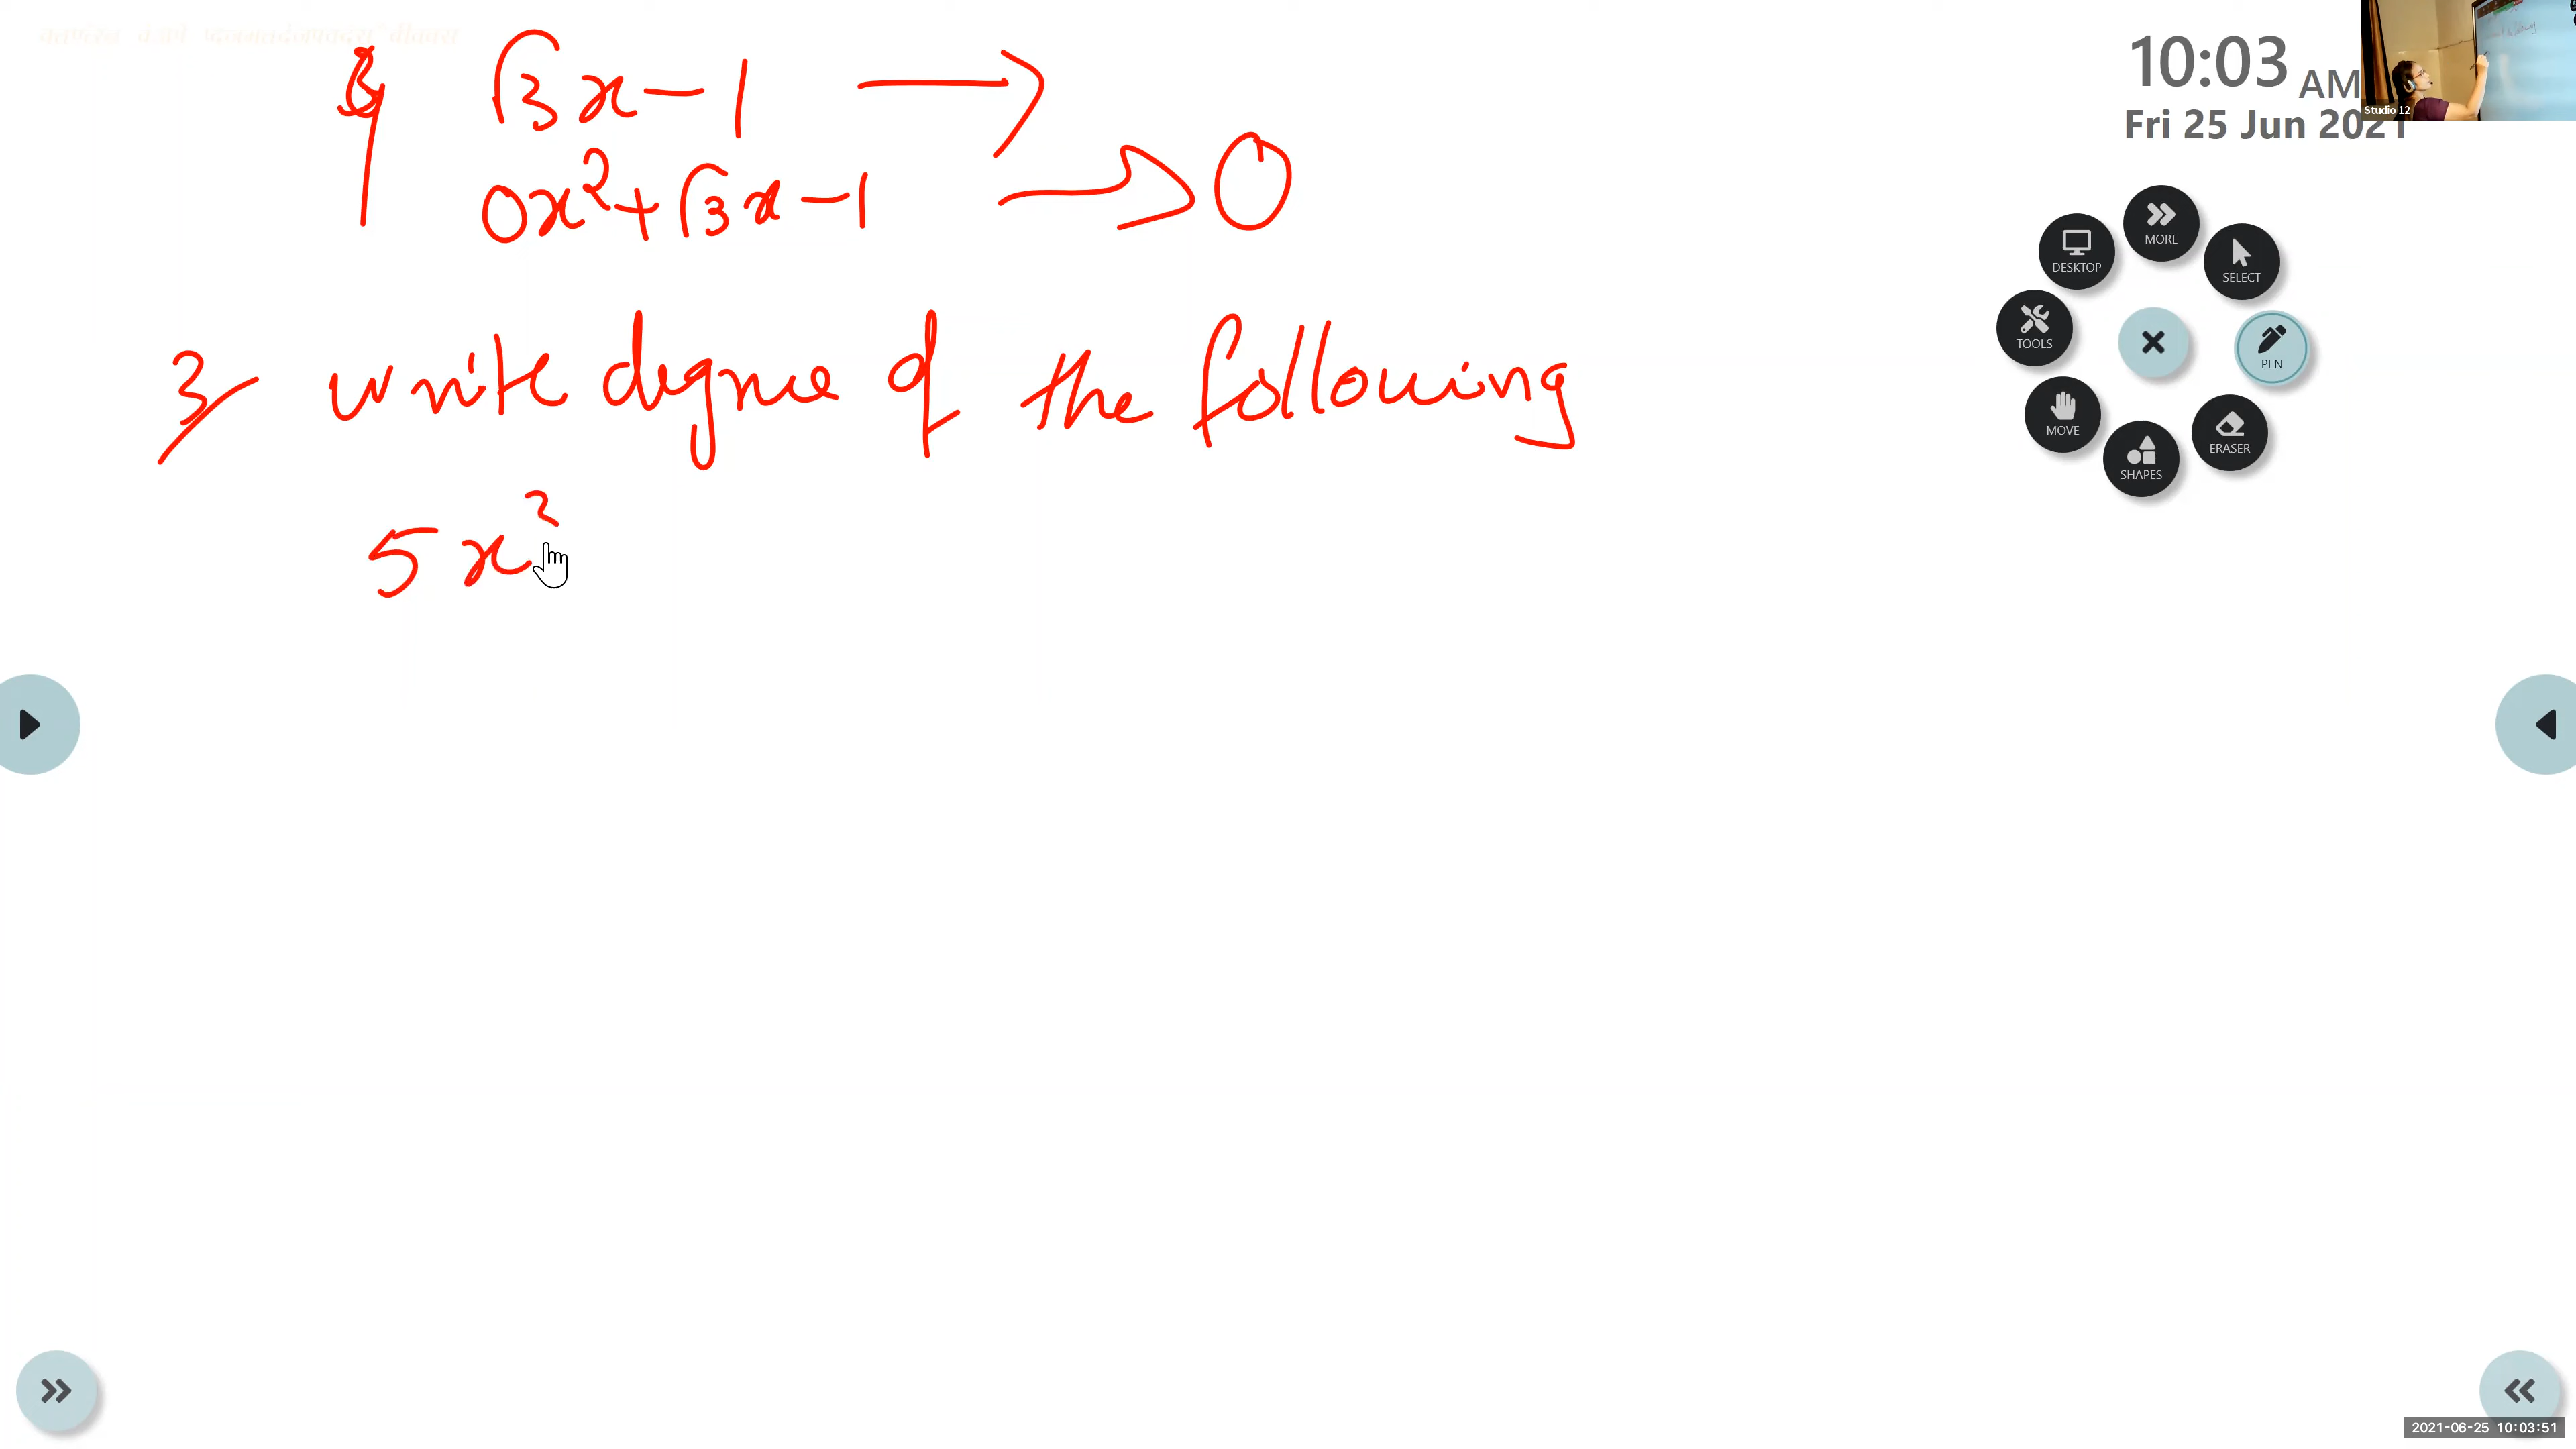 √3x-1 →
0x²+√3x-1 → 0
3 write degree of the following
5x³
10:03 AM
Fri 25 Jun 2021
Studio 12
MORE
DESKTOP
SELECT
TOOLS
PEN
MOVE
ERASER
SHAPES
2021-06-25 10:03:51